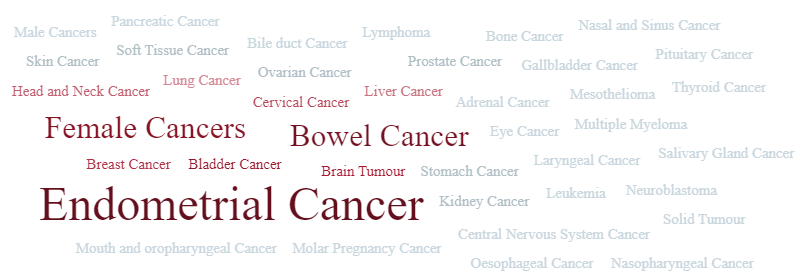 Pancreatic Cancer
Male Cancers
Lymphoma
Nasal and Sinus Cancer
Bone Cancer
Bile duct Cancer
Soft Tissue Cancer
Skin Cancer
Prostate Cancer
Pituitary Cancer
Gallbladder Cancer
Ovarian Cancer
Lung Cancer
Head and Neck Cancer
Liver Cancer
Thyroid Cancer
Mesothelioma
Cervical Cancer
Adrenal Cancer
Female Cancers
Bowel Cancer
Eye Cancer
Multiple Myeloma
Breast Cancer
Bladder Cancer
Brain Tumour
Stomach Cancer
Laryngeal Cancer
Salivary Gland Cancer
Endometrial Cancer
Kidney Cancer
Leukemia
Neuroblastoma
Solid Tumour
Central Nervous System Cancer
Mouth and oropharyngeal Cancer
Molar Pregnancy Cancer
Oesophageal Cancer
Nasopharyngeal Cancer